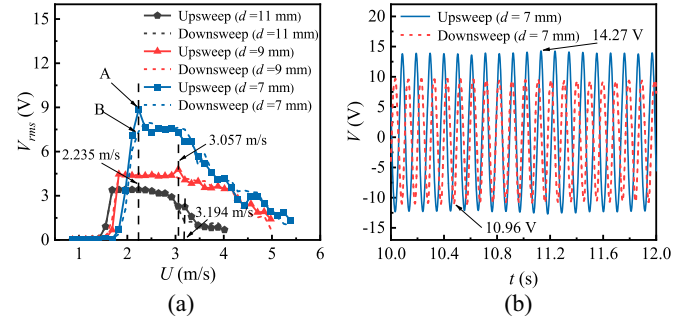 Upsweep (d =11 mm)
Downsweep (d =11 mm)
Upsweep (d =9 mm)
Downsweep (d =9 mm)
Upsweep (d =7 mm)
Downsweep (d =7 mm)
15
12
9
6
3
0
V_rms (V)
A
B
2.235 m/s
3.057 m/s
3.194 m/s
1 2 3 4 5 6
U (m/s)
(a)
Upsweep (d = 7 mm)
Downsweep (d = 7 mm)
14.27 V
20
15
10
5
0
-5
-10
-15
V (V)
10.96 V
10.0 10.4 10.8 11.2 11.6 12.0
t (s)
(b)